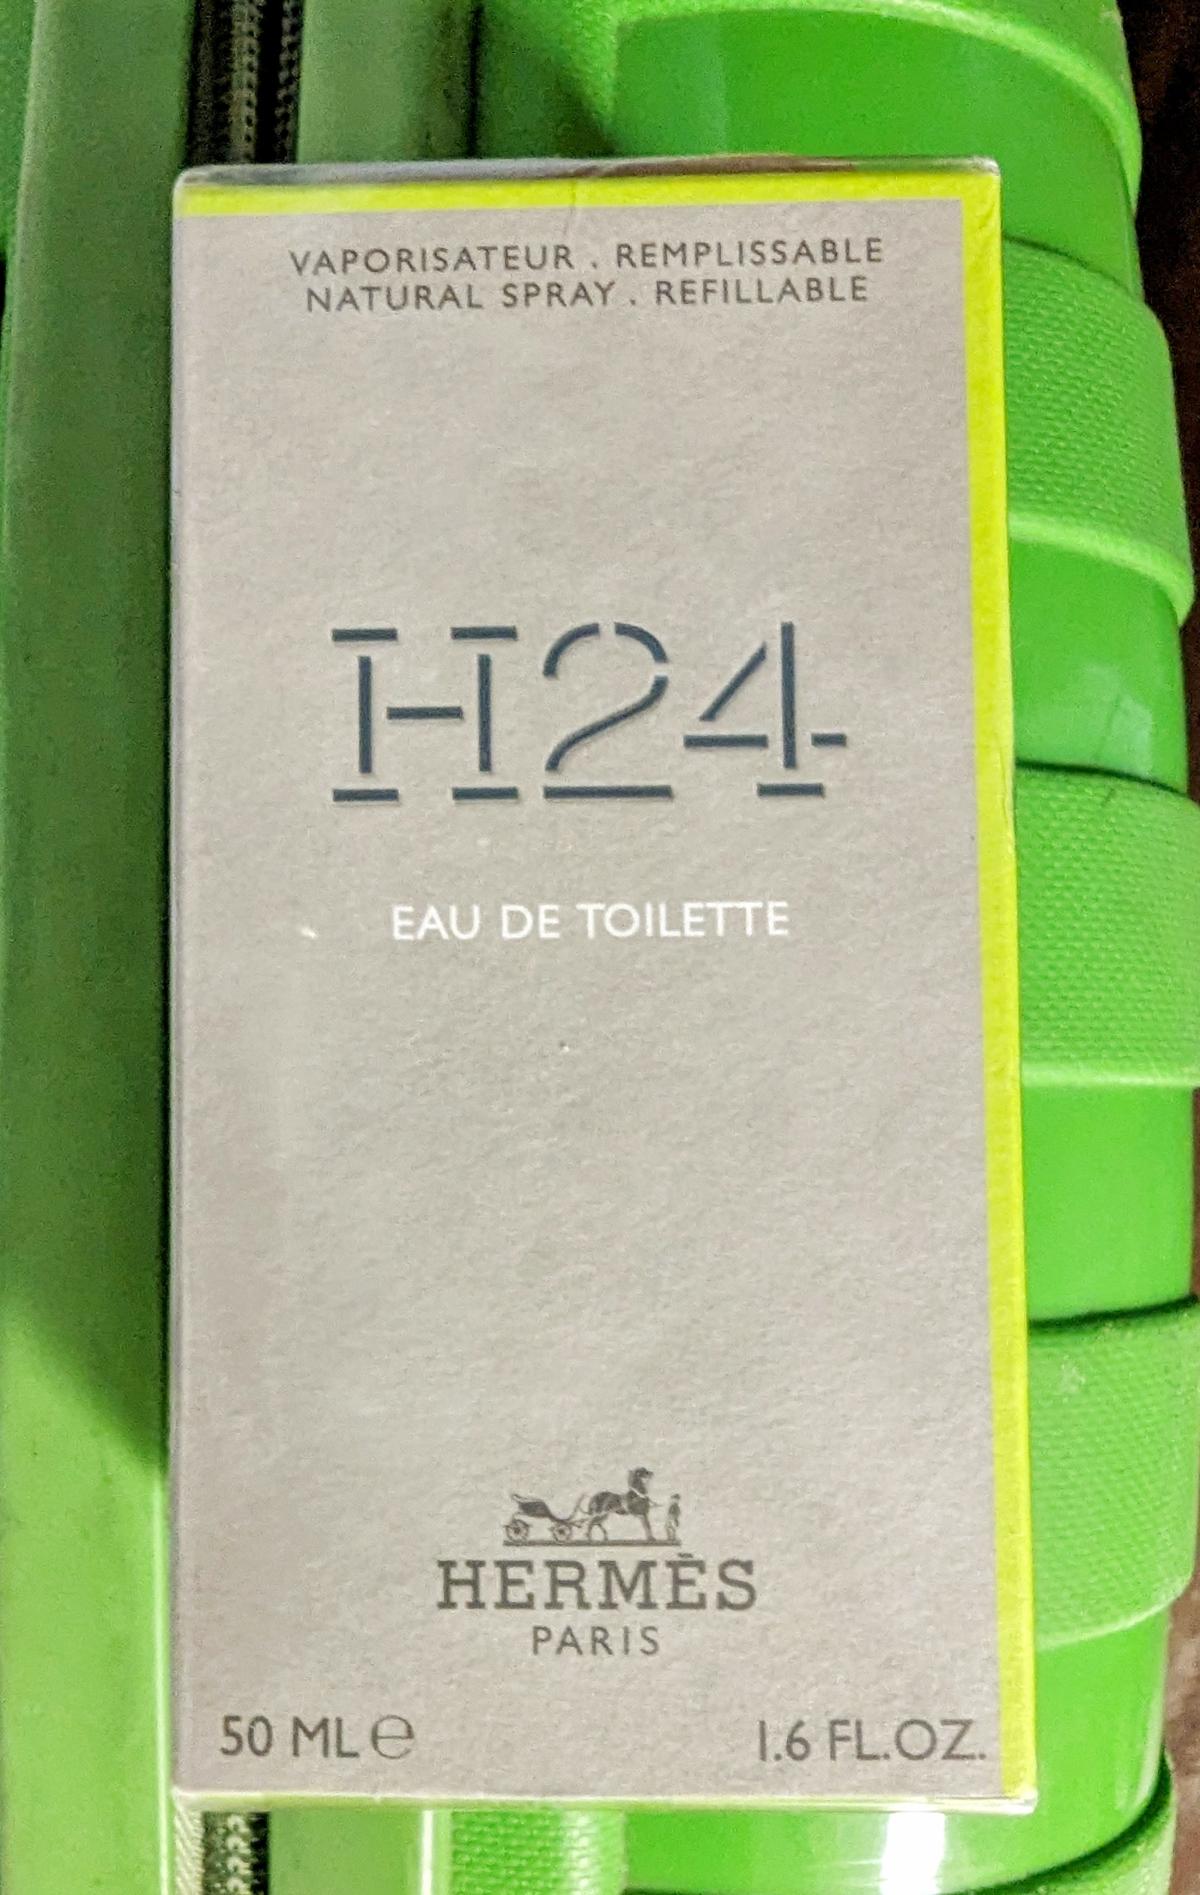 VAPORISATEUR . REMPLISSABLE
NATURAL SPRAY . REFILLABLE
H24
EAU DE TOILETTE
HERMÈS
PARIS
50 ML ℮
1.6 FL.OZ.